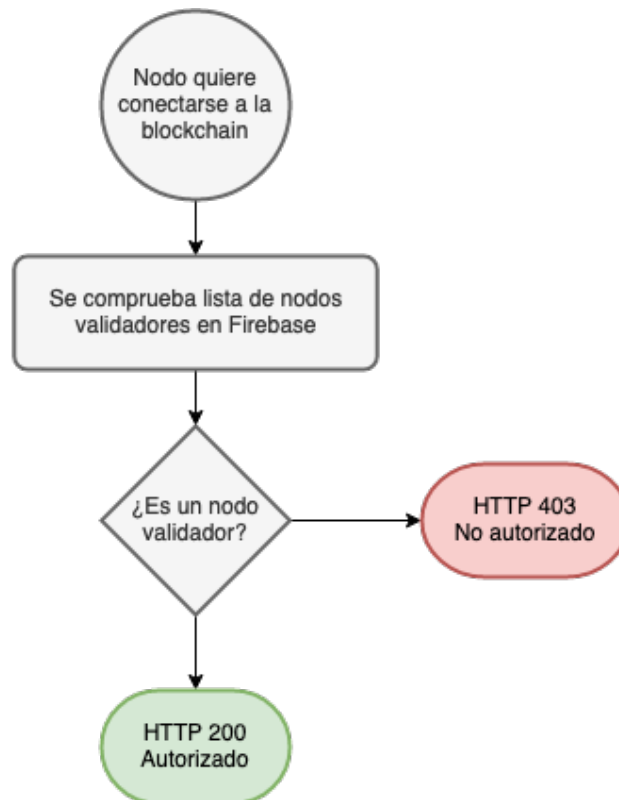 Nodo quiere
conectarse a la
blockchain
Se comprueba lista de nodos
validadores en Firebase
¿Es un nodo
validador?
HTTP 403
No autorizado
HTTP 200
Autorizado